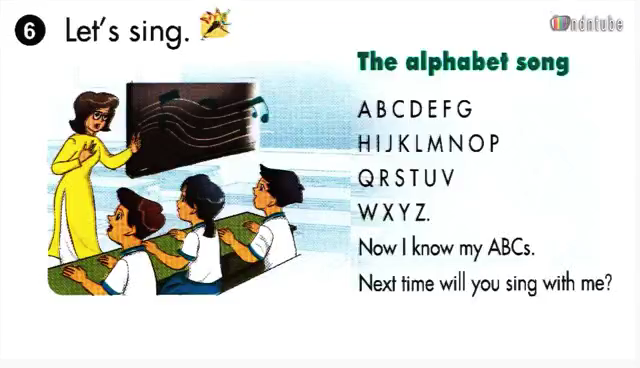 6 Let's sing.
The alphabet song
A B C D E F G
H I J K L M N O P
Q R S T U V
W X Y Z.
Now I know my ABCs.
Next time will you sing with me?